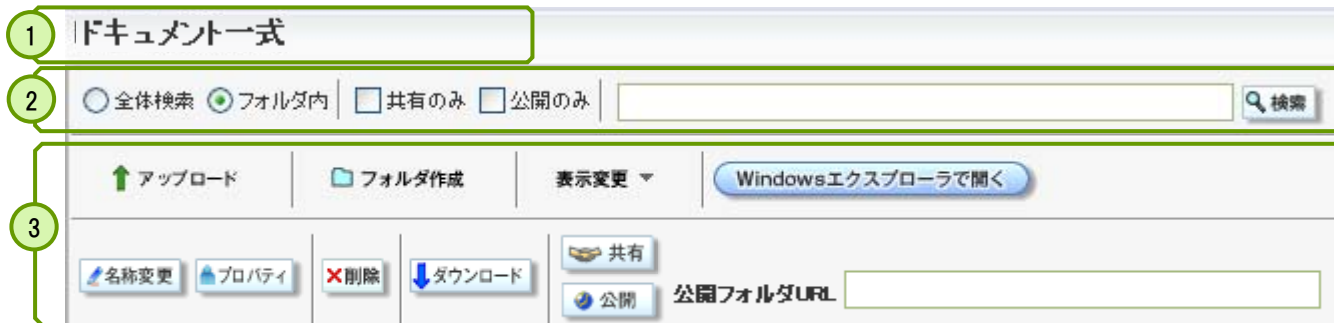 1
ドキュメント一式
2
全体検索 フォルダ内 共有のみ 公開のみ 検索
3
アップロード フォルダ作成 表示変更 Windowsエクスプローラで開く
名称変更 プロパティ 削除 ダウンロード 共有
公開 公開フォルダURL